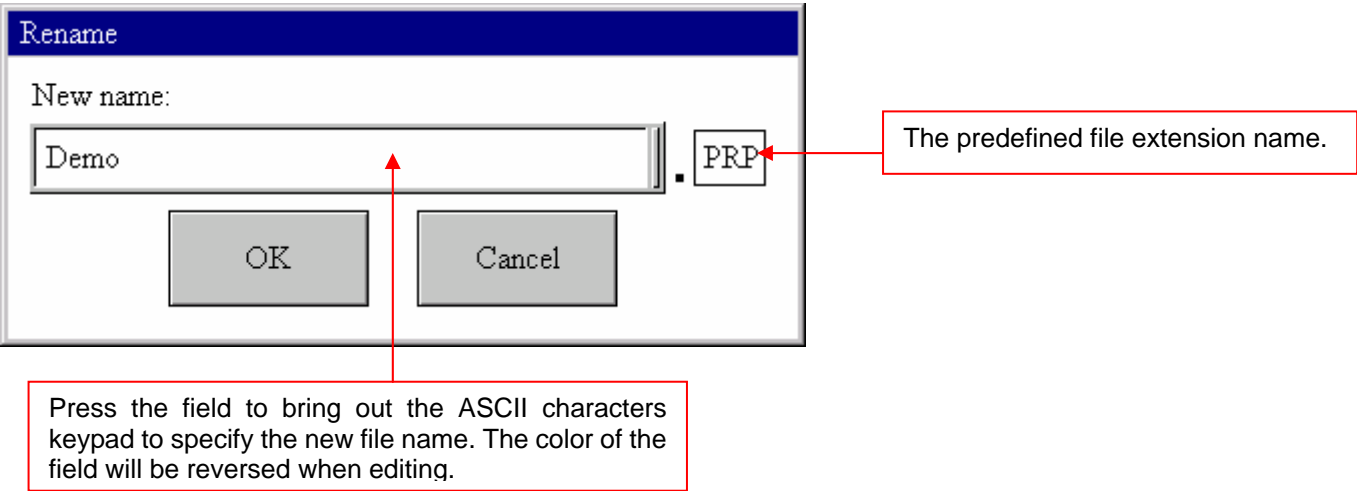 Rename
New name:
Demo . PRP
The predefined file extension name.
OK Cancel
Press the field to bring out the ASCII characters
keypad to specify the new file name. The color of the
field will be reversed when editing.